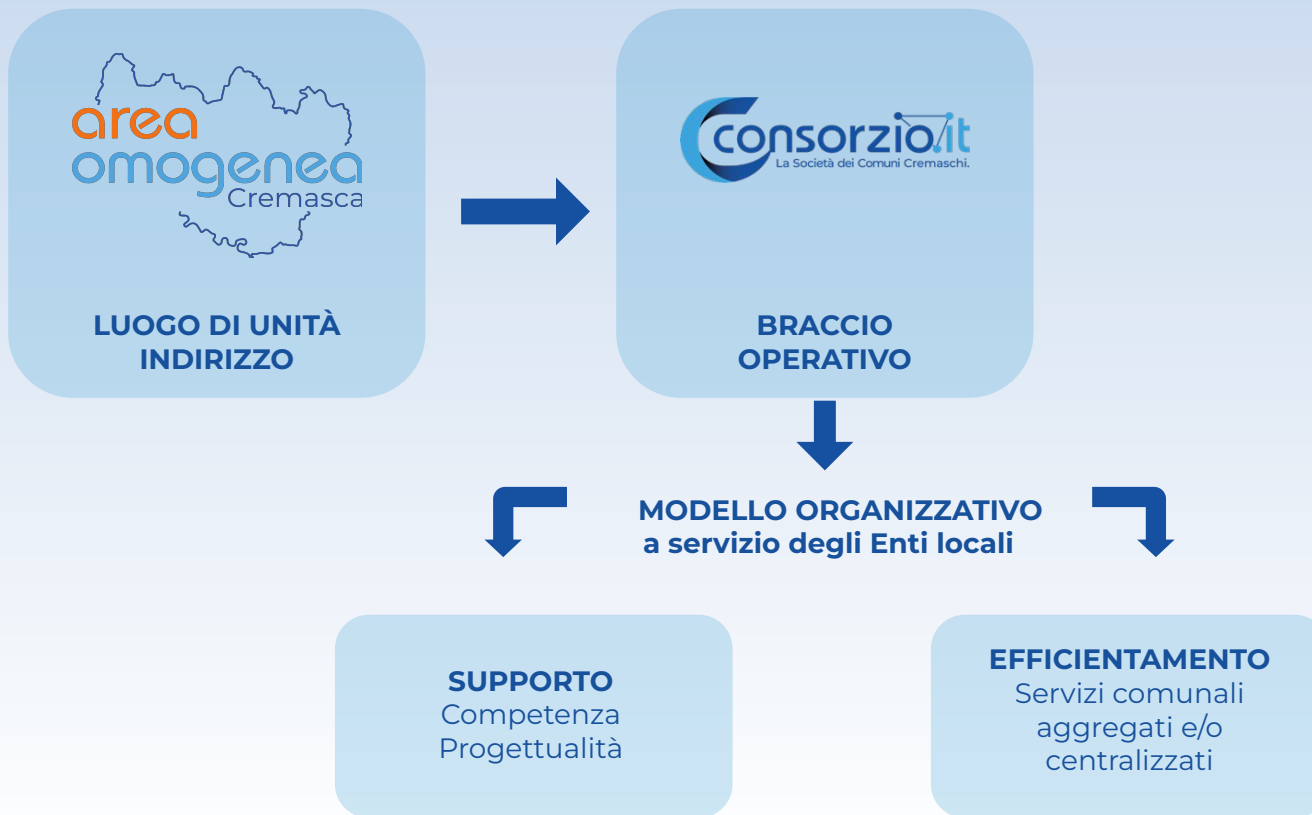 area
omogenea
Cremasca
LUOGO DI UNITÀ
INDIRIZZO
consorzio.it
La Società dei Comuni Cremaschi.
BRACCIO
OPERATIVO
MODELLO ORGANIZZATIVO
a servizio degli Enti locali
SUPPORTO
Competenza
Progettualità
EFFICIENTAMENTO
Servizi comunali
aggregati e/o
centralizzati